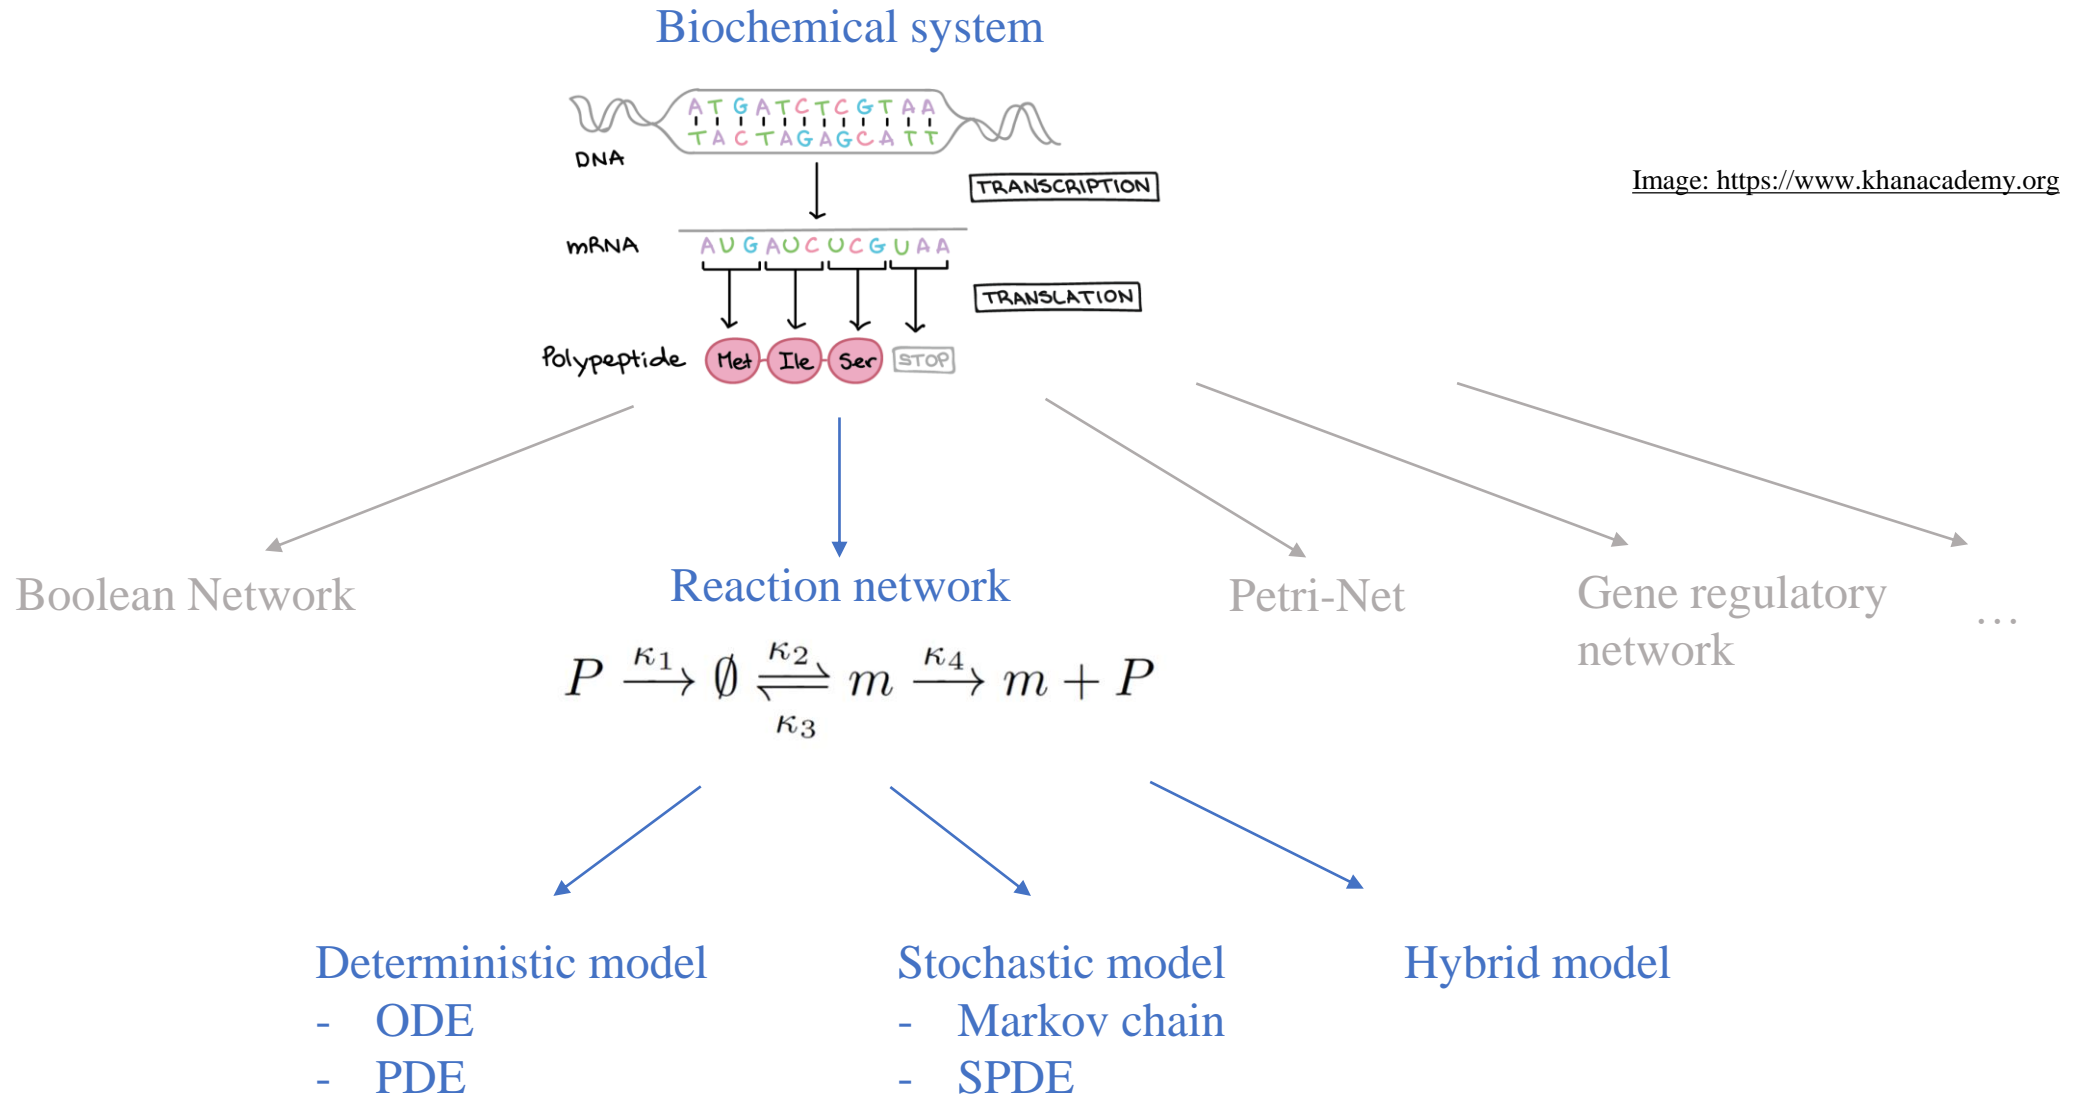 Biochemical system
ATGATCTCGTAA
TACTAGAGCATT
DNA
TRANSCRIPTION
Image: https://www.khanacademy.org
mRNA
AUGAUCUCGUAA
TRANSLATION
Polypeptide Met Ile Ser STOP
Boolean Network
Reaction network
Petri-Net
Gene regulatory
network
...
P κ1→ ∅ κ2⇌κ3 m κ4→ m + P
Deterministic model
- ODE
- PDE
Stochastic model
- Markov chain
- SPDE
Hybrid model